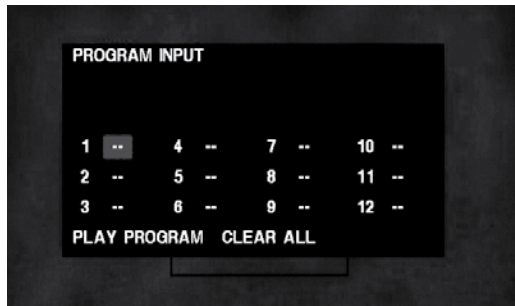 PROGRAM INPUT
1 -- 4 -- 7 -- 10 --
2 -- 5 -- 8 -- 11 --
3 -- 6 -- 9 -- 12 --
PLAY PROGRAM CLEAR ALL